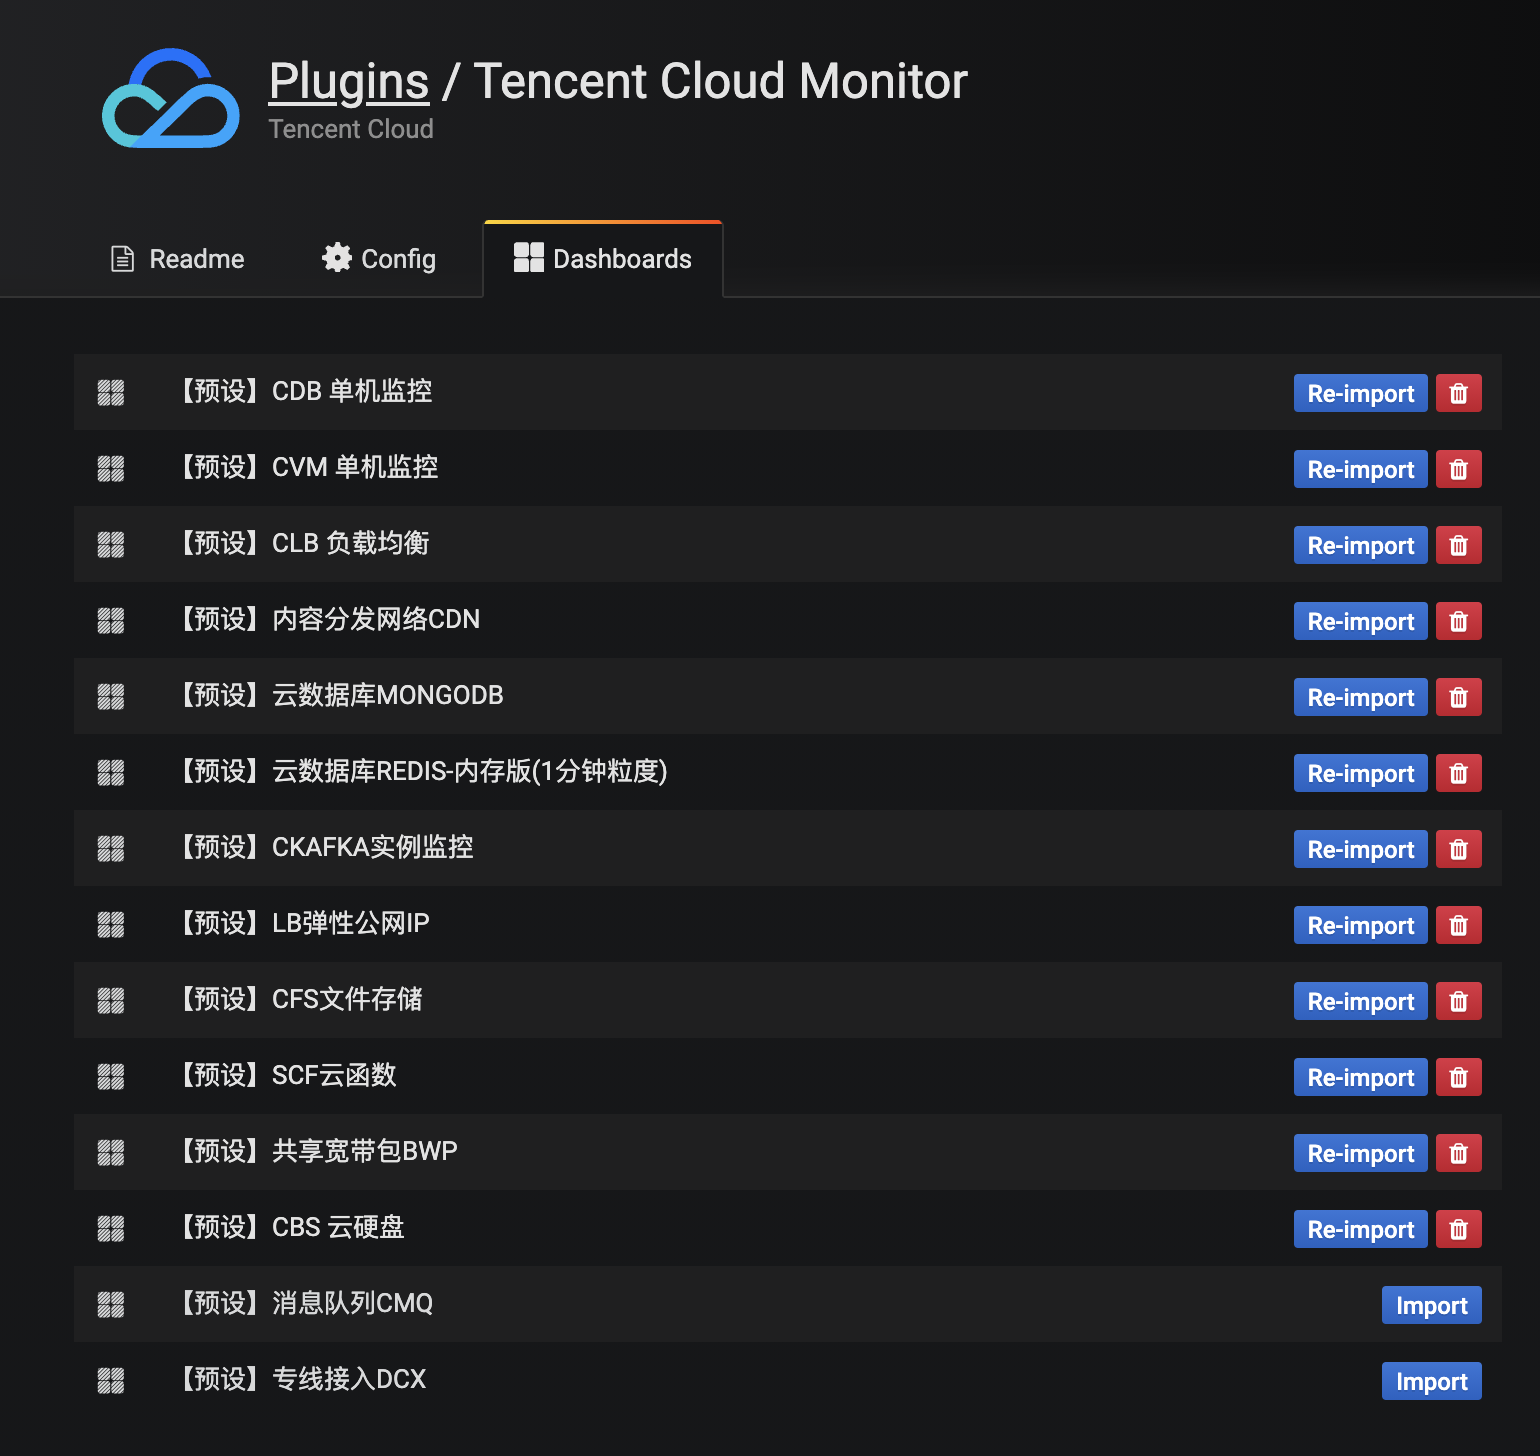 Plugins / Tencent Cloud Monitor
Tencent Cloud
Readme Config Dashboards
【预设】CDB 单机监控 Re-import
【预设】CVM 单机监控 Re-import
【预设】CLB 负载均衡 Re-import
【预设】内容分发网络CDN Re-import
【预设】云数据库MONGODB Re-import
【预设】云数据库REDIS-内存版(1分钟粒度) Re-import
【预设】CKAFKA实例监控 Re-import
【预设】LB弹性公网IP Re-import
【预设】CFS文件存储 Re-import
【预设】SCF云函数 Re-import
【预设】共享宽带包BWP Re-import
【预设】CBS 云硬盘 Re-import
【预设】消息队列CMQ Import
【预设】专线接入DCX Import